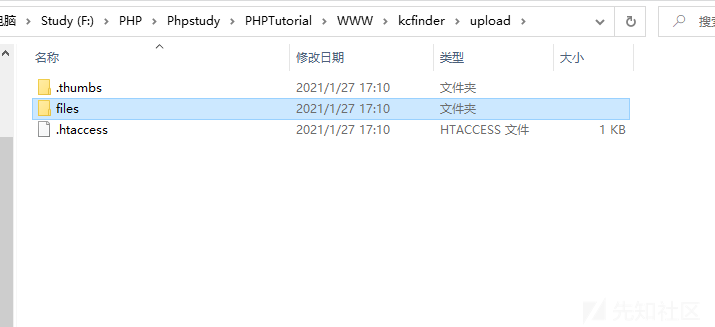 电脑 › Study (F:) › PHP › Phpstudy › PHPTutorial › WWW › kcfinder › upload › 搜索
名称 修改日期 类型 大小
.thumbs 2021/1/27 17:10 文件夹
files 2021/1/27 17:10 文件夹
.htaccess 2021/1/27 17:10 HTACCESS 文件 1 KB
先知社区